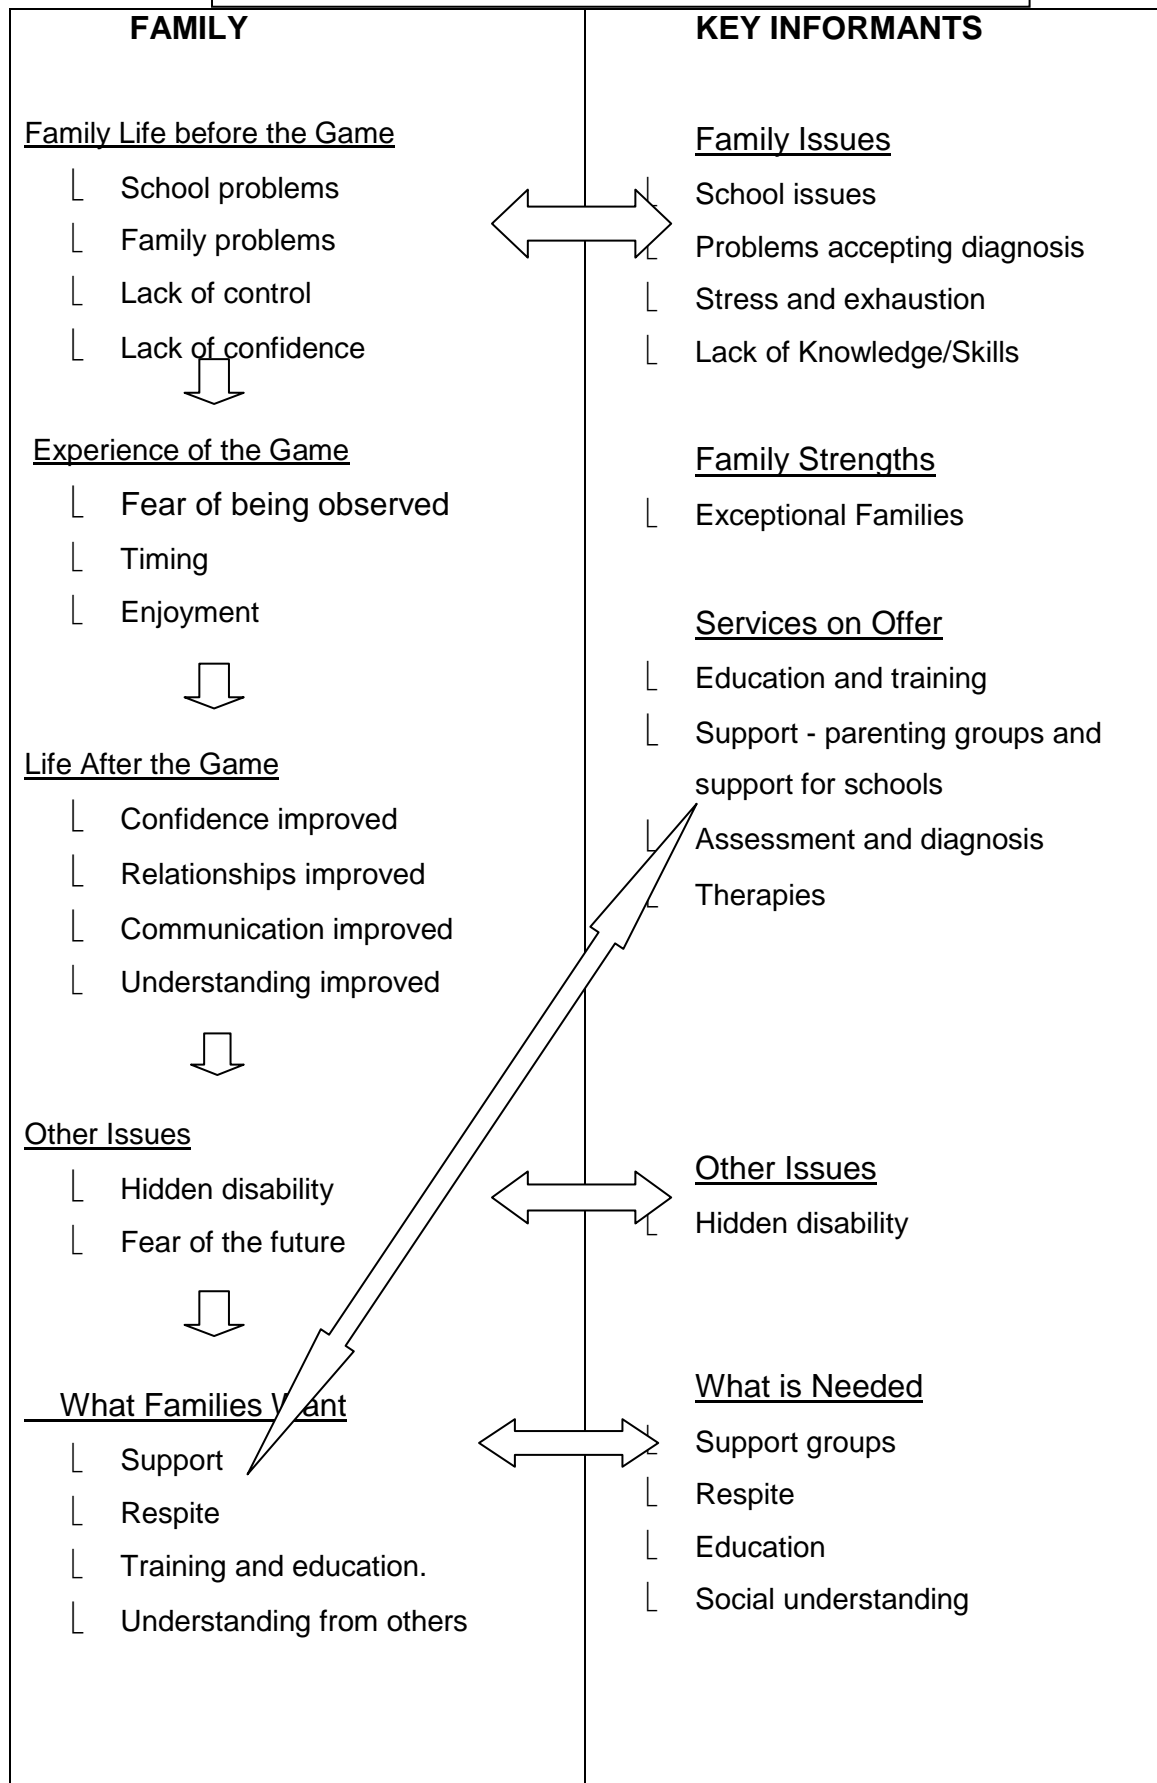 FAMILY
Family Life before the Game
School problems
Family problems
Lack of control
Lack of confidence
Experience of the Game
Fear of being observed
Timing
Enjoyment
Life After the Game
Confidence improved
Relationships improved
Communication improved
Understanding improved
Other Issues
Hidden disability
Fear of the future
What Families Want
Support
Respite
Training and education.
Understanding from others
KEY INFORMANTS
Family Issues
School issues
Problems accepting diagnosis
Stress and exhaustion
Lack of Knowledge/Skills
Family Strengths
Exceptional Families
Services on Offer
Education and training
Support - parenting groups and
support for schools
Assessment and diagnosis
Therapies
Other Issues
Hidden disability
What is Needed
Support groups
Respite
Education
Social understanding